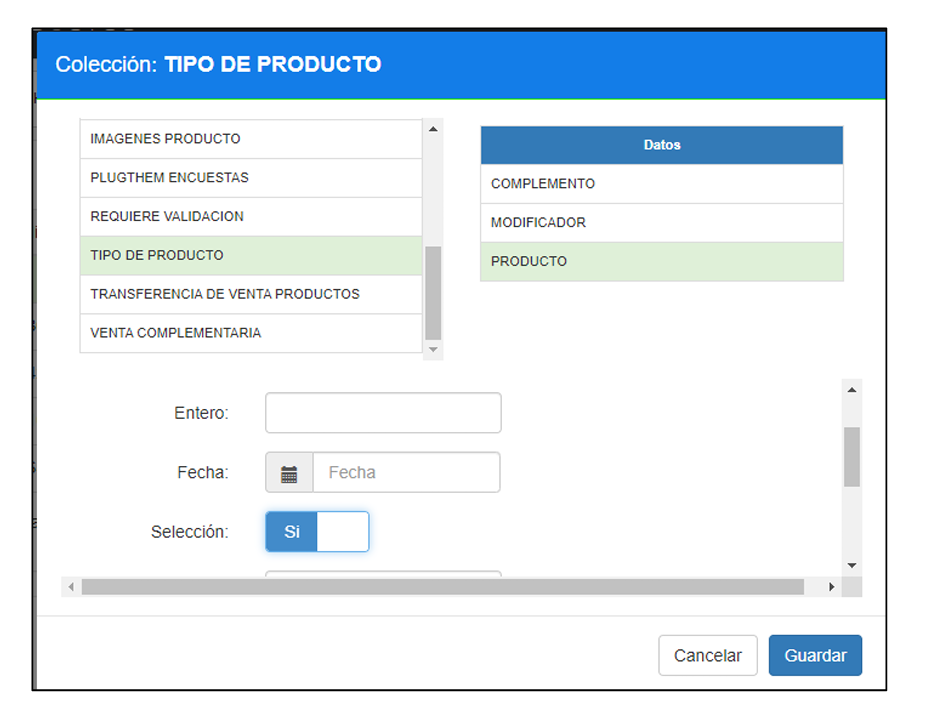 Colección: TIPO DE PRODUCTO
IMAGENES PRODUCTO
PLUGTHEM ENCUESTAS
REQUIERE VALIDACION
TIPO DE PRODUCTO
TRANSFERENCIA DE VENTA PRODUCTOS
VENTA COMPLEMENTARIA
Datos
COMPLEMENTO
MODIFICADOR
PRODUCTO
Entero:
Fecha: Fecha
Selección: Si
Cancelar Guardar